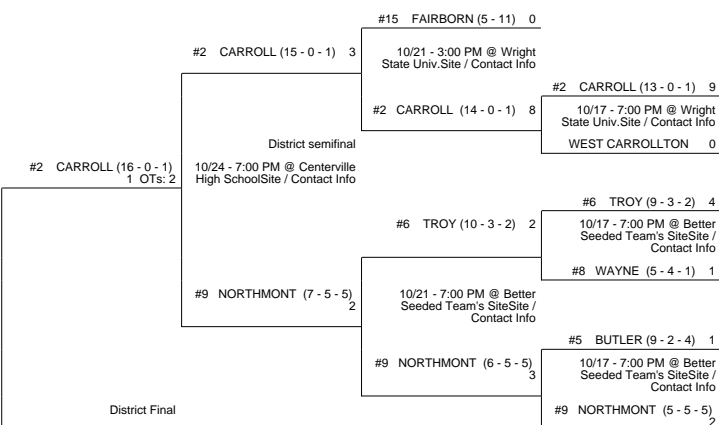 #15 FAIRBORN (5 - 11) 0
#2 CARROLL (15 - 0 - 1) 3
10/21 - 3:00 PM @ Wright
State Univ.Site / Contact Info
#2 CARROLL (13 - 0 - 1) 9
#2 CARROLL (14 - 0 - 1) 8
10/17 - 7:00 PM @ Wright
State Univ.Site / Contact Info
District semifinal
WEST CARROLLTON 0
#2 CARROLL (16 - 0 - 1)
1 OTs: 2
10/24 - 7:00 PM @ Centerville
High SchoolSite / Contact Info
#6 TROY (9 - 3 - 2) 4
#6 TROY (10 - 3 - 2) 2
10/17 - 7:00 PM @ Better
Seeded Team's SiteSite /
Contact Info
#8 WAYNE (5 - 4 - 1) 1
#9 NORTHMONT (7 - 5 - 5)
2
10/21 - 7:00 PM @ Better
Seeded Team's SiteSite /
Contact Info
#5 BUTLER (9 - 2 - 4) 1
#9 NORTHMONT (6 - 5 - 5)
3
10/17 - 7:00 PM @ Better
Seeded Team's SiteSite /
Contact Info
District Final
#9 NORTHMONT (5 - 5 - 5)
2